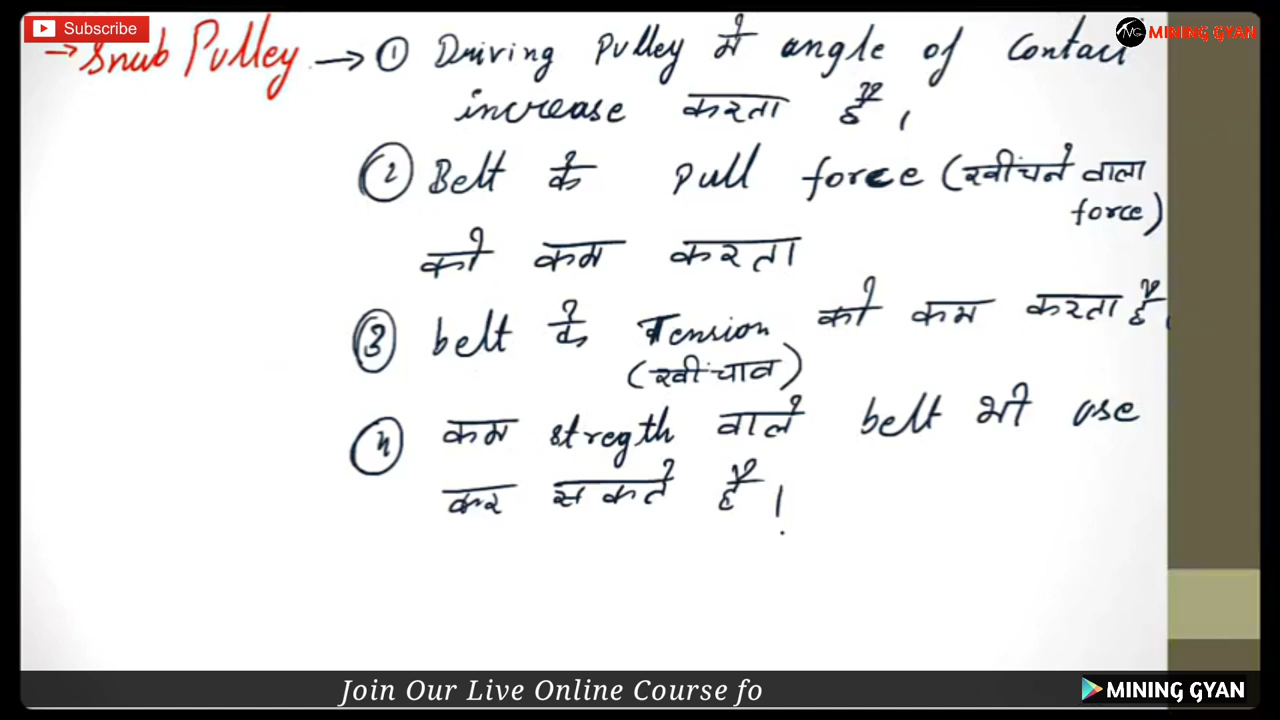 Subscribe
MINING GYAN
→ Snub Pulley → ① Driving Pulley में angle of Contact
increase करता है ।
② Belt के Pull force (खींचने वाला
force)
को कम करता
③ belt के Tension को कम करता है।
(खींचाव)
④ कम stregth वाले belt भी use
कर सकते हैं ।
Join Our Live Online Course fo
MINING GYAN